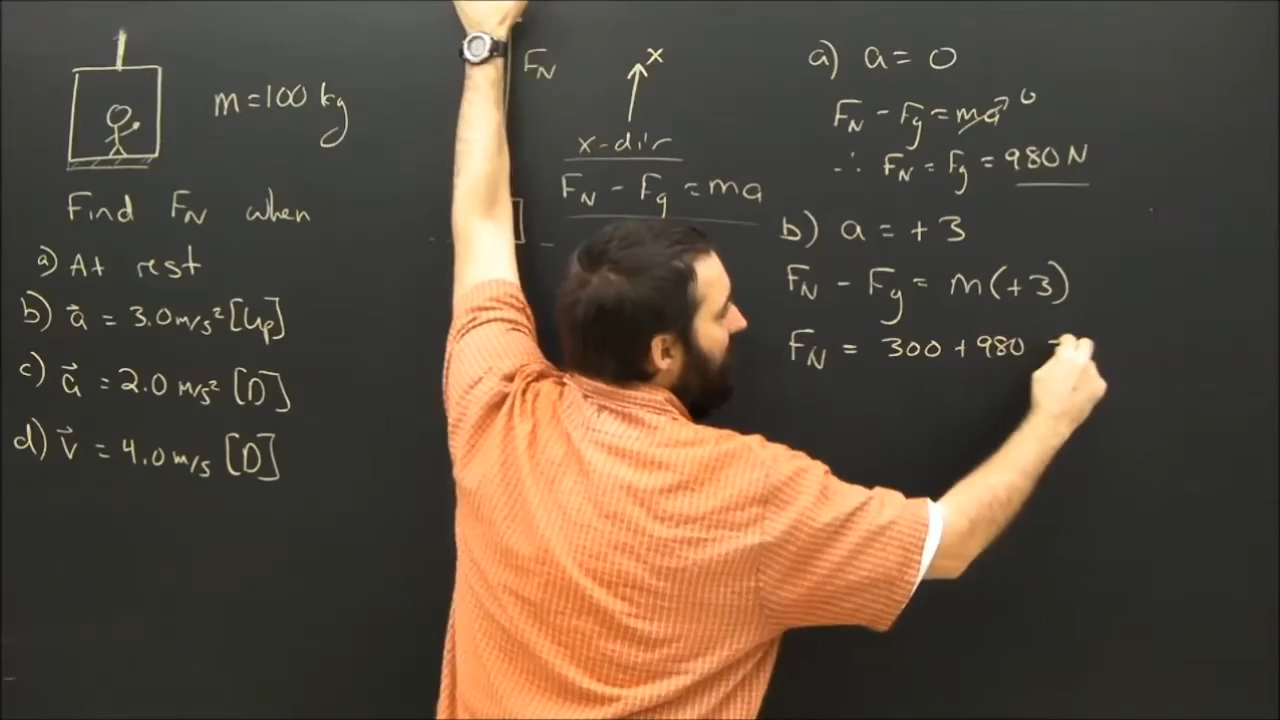 m = 100 kg
Find F_N when
a) At rest
b) a⃗ = 3.0 m/s² [Up]
c) a⃗ = 2.0 m/s² [D]
d) v⃗ = 4.0 m/s [D]
F_N
x
x-dir
F_N - F_g = ma
a) a = 0
F_N - F_g = ma 0
∴ F_N = F_g = 980 N
b) a = +3
F_N - F_g = m(+3)
F_N = 300 + 980